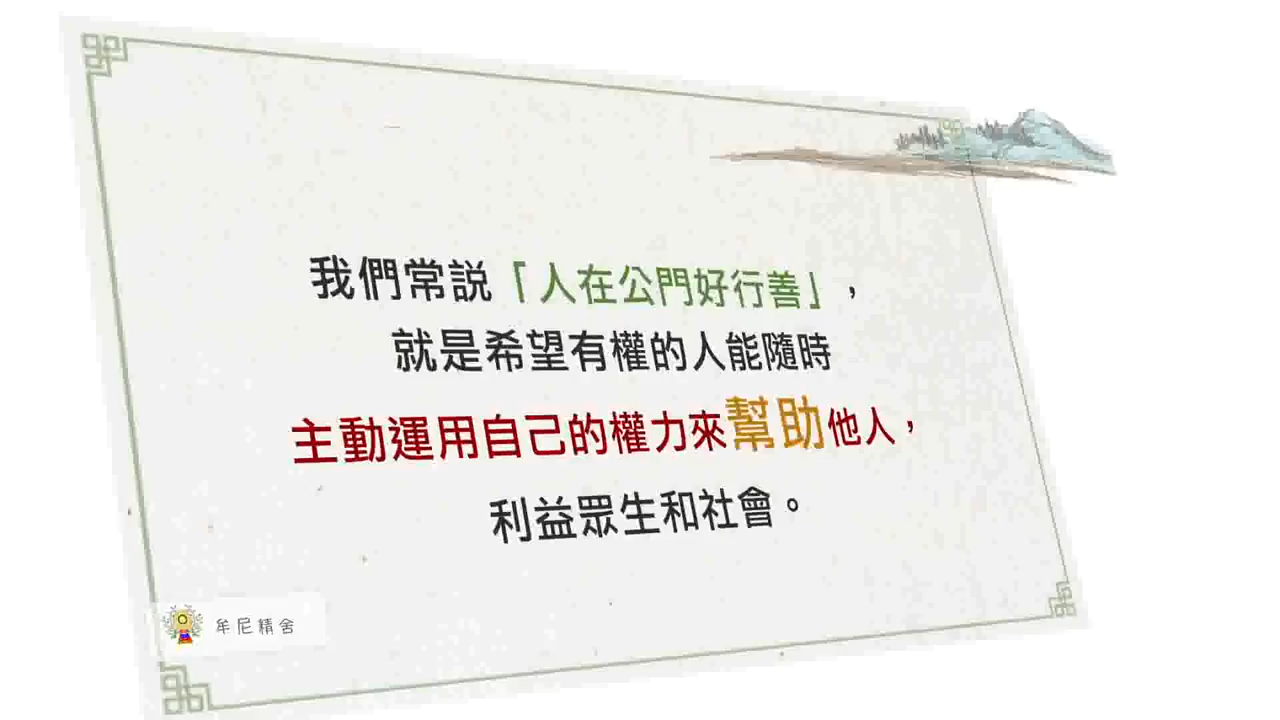 我們常説「人在公門好行善」，
就是希望有權的人能隨時
主動運用自己的權力來幫助他人，
利益眾生和社會。
牟尼精舍